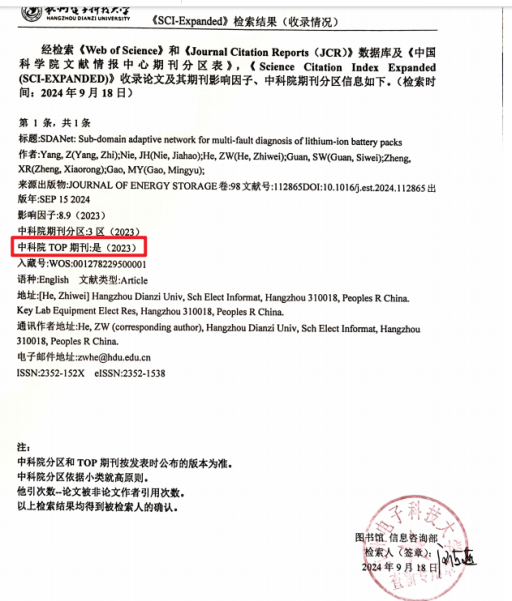 杭州电子科技大学
HANGZHOU DIANZI UNIVERSITY
《SCI-Expanded》检索结果（收录情况）
经检索《Web of Science》和《Journal Citation Reports（JCR）》数据库及《中国
科学院文献情报中心期刊分区表》，《 Science Citation Index Expanded
(SCI-EXPANDED)》收录论文及其期刊影响因子、中科院期刊分区信息如下。（检索时
间：2024 年 9 月 18 日）
第 1 条，共 1 条
标题:SDANet: Sub-domain adaptive network for multi-fault diagnosis of lithium-ion battery packs
作者:Yang, Z(Yang, Zhi);Nie, JH(Nie, Jiahao);He, ZW(He, Zhiwei);Guan, SW(Guan, Siwei);Zheng,
XR(Zheng, Xiaorong);Gao, MY(Gao, Mingyu);
来源出版物:JOURNAL OF ENERGY STORAGE 卷:98 文献号:112865DOI:10.1016/j.est.2024.112865 出
版年:SEP 15 2024
影响因子:8.9（2023）
中科院期刊分区:3 区（2023）
中科院 TOP 期刊:是（2023）
入藏号:WOS:001278229500001
语种:English 文献类型:Article
地址:[He, Zhiwei] Hangzhou Dianzi Univ, Sch Elect Informat, Hangzhou 310018, Peoples R China.
Key Lab Equipment Elect Res, Hangzhou 310018, Peoples R China.
通讯作者地址:He, ZW (corresponding author), Hangzhou Dianzi Univ, Sch Elect Informat, Hangzhou
310018, Peoples R China.
电子邮件地址:zwhe@hdu.edu.cn
ISSN:2352-152X eISSN:2352-1538
注:
中科院分区和 TOP 期刊按发表时公布的版本为准。
中科院分区依据小类就高原则。
他引次数--论文被非论文作者引用次数。
以上检索结果均得到被检索人的确认。
图书馆 信息咨询部
检索人（签章）:
2024 年 9 月 18 日
电子科技大